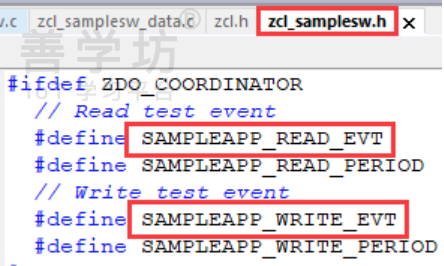 v.c zcl_samplesw_data.c zcl.h zcl_samplesw.h ×
善学坊®
#ifdef ZDO_COORDINATOR
// Read test event
#define SAMPLEAPP_READ_EVT
#define SAMPLEAPP_READ_PERIOD
// Write test event
#define SAMPLEAPP_WRITE_EVT
#define SAMPLEAPP_WRITE_PERIOD